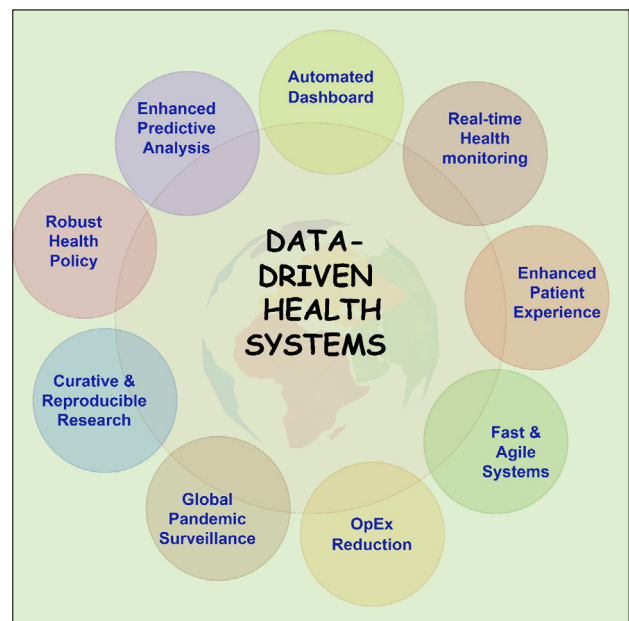 Automated
Dashboard
Real-time
Health
monitoring
Enhanced
Patient
Experience
Fast &
Agile
Systems
OpEx
Reduction
Global
Pandemic
Surveillance
Curative &
Reproducible
Research
Robust
Health
Policy
Enhanced
Predictive
Analysis
DATA-
DRIVEN
HEALTH
SYSTEMS